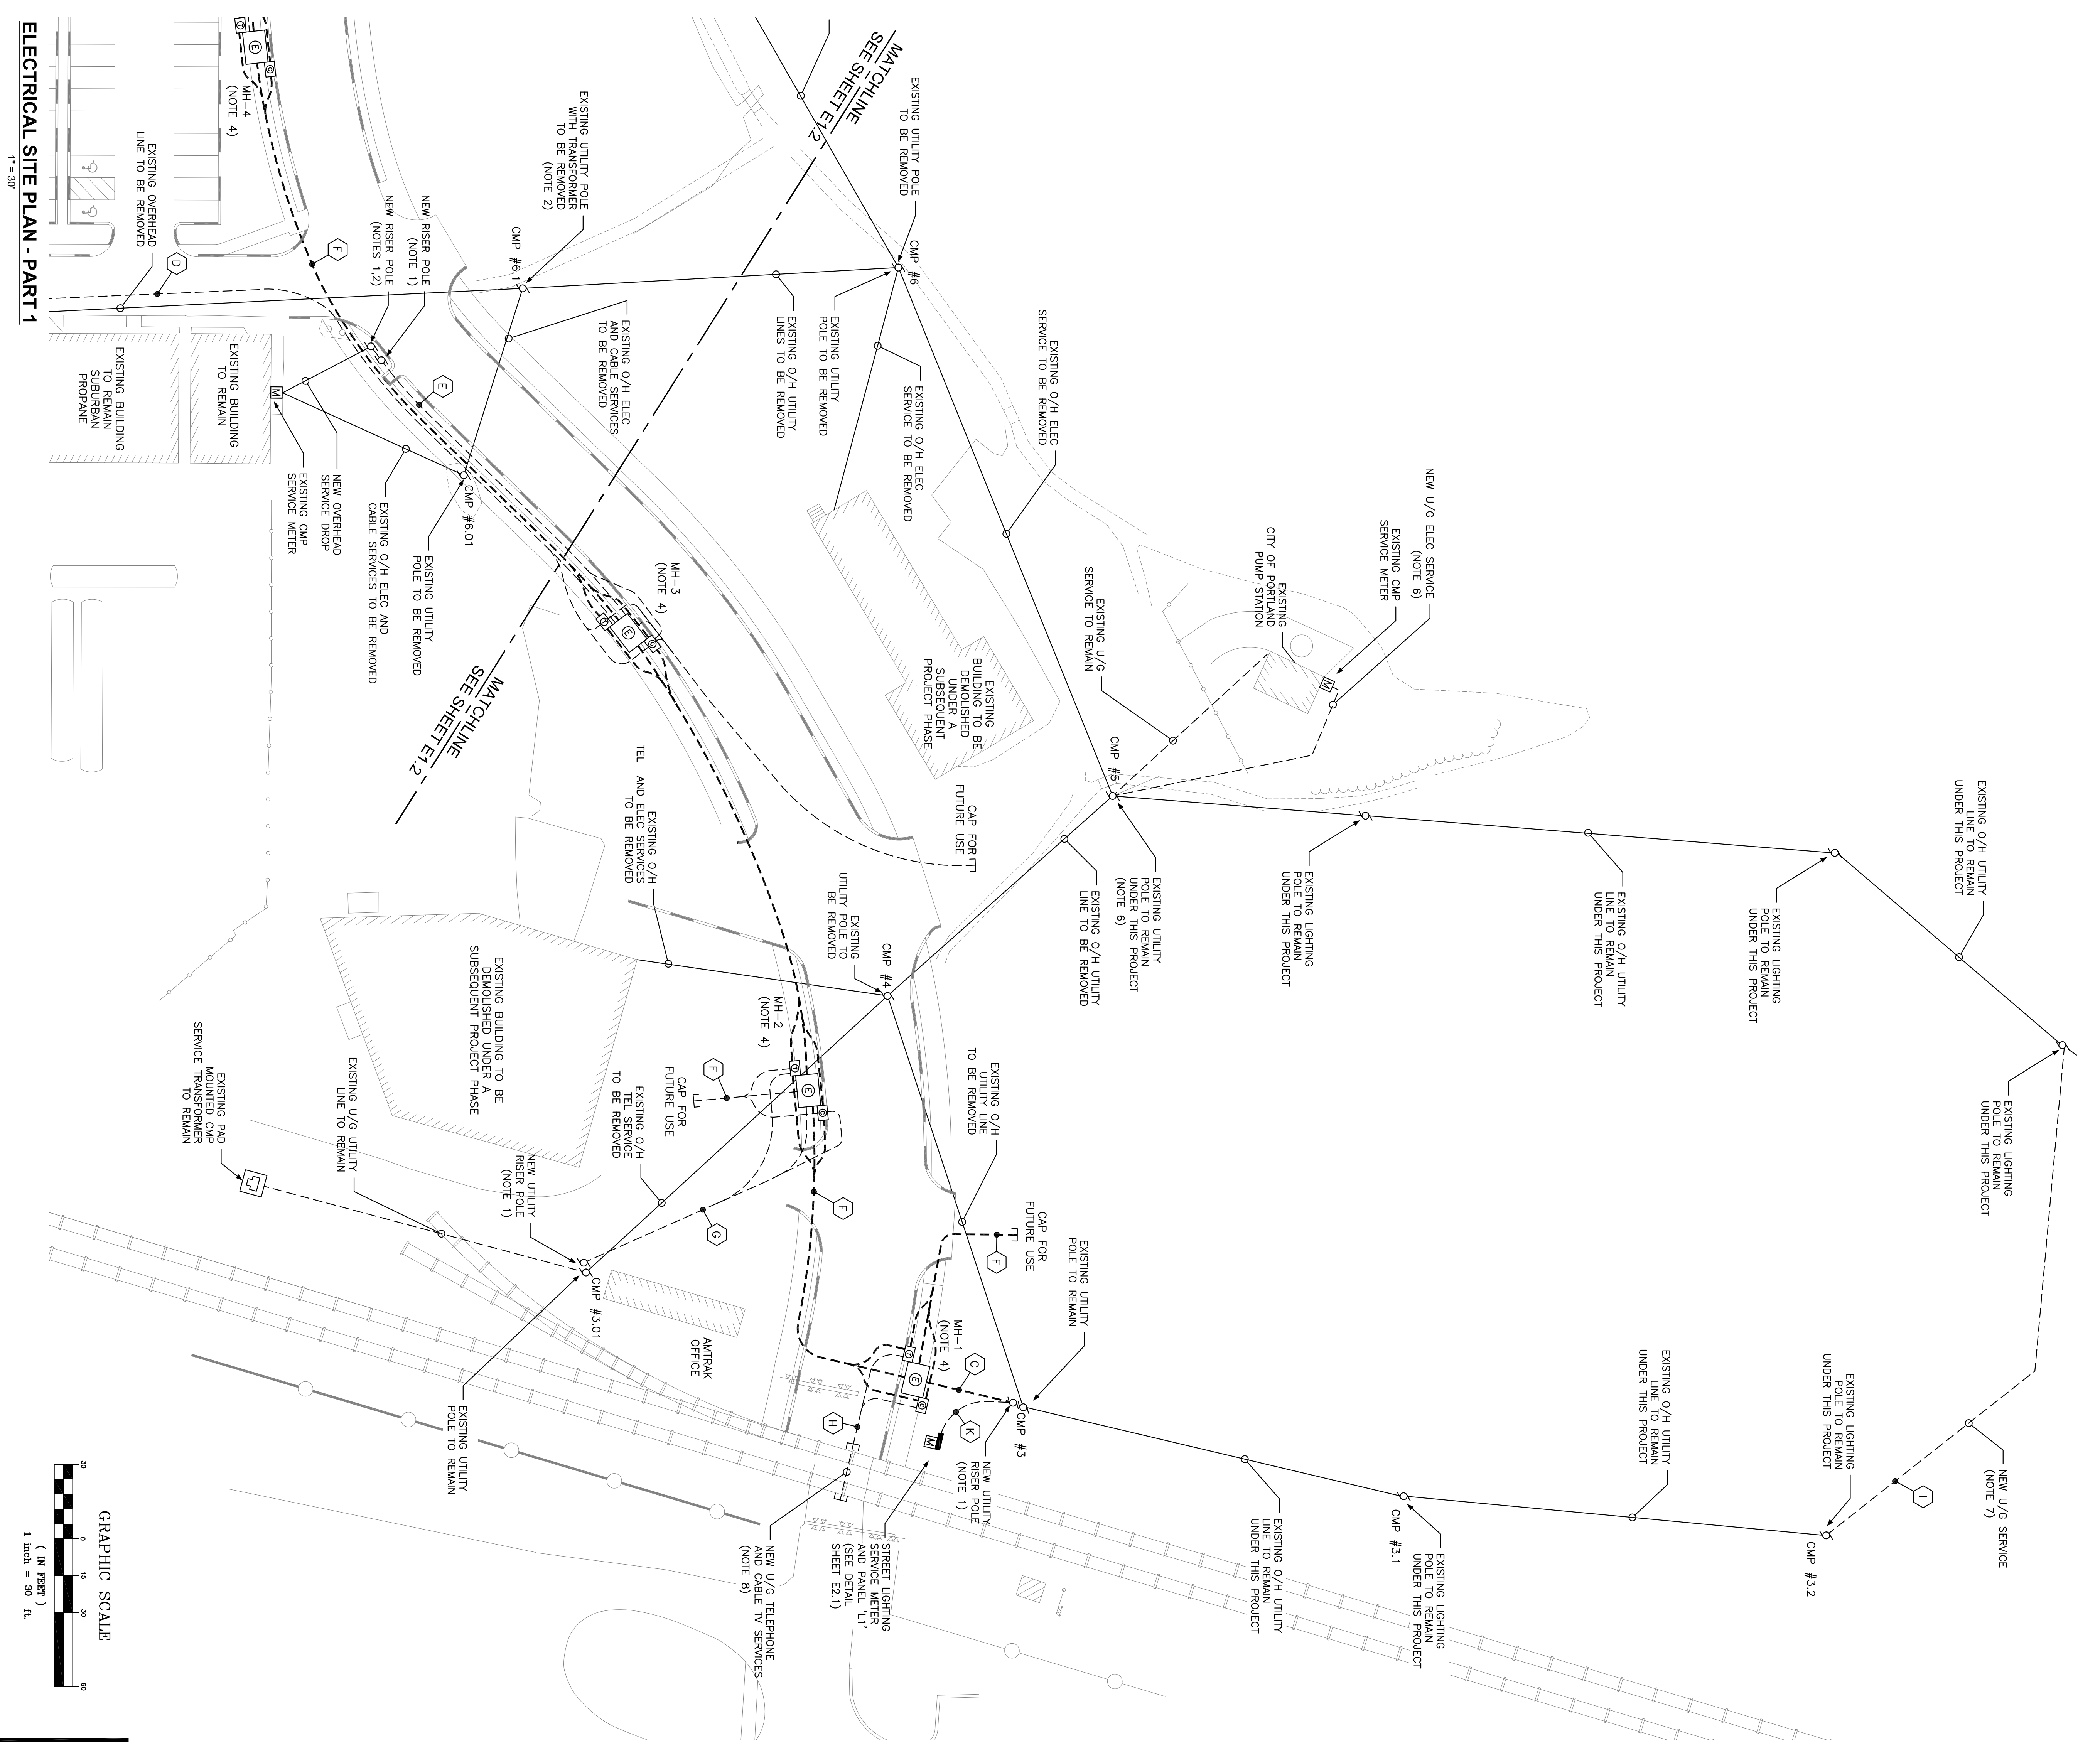 MATCHLINE
SEE SHEET E1.2
EXISTING UTILITY POLE
TO BE REMOVED
CMP #6
EXISTING UTILITY POLE
WITH TRANSFORMER
TO BE REMOVED
(NOTE 2)
CMP #6.1
MH-4
(NOTE 4)
E
T
C
EXISTING OVERHEAD
LINE TO BE REMOVED
D
F
NEW RISER POLE
(NOTE 1)
NEW RISER POLE
(NOTES 1,2)
EXISTING O/H ELEC
AND CABLE SERVICES
TO BE REMOVED
EXISTING O/H UTILITY
LINES TO BE REMOVED
EXISTING UTILITY
POLE TO BE REMOVED
EXISTING O/H ELEC
SERVICE TO BE REMOVED
EXISTING O/H ELEC
SERVICE TO BE REMOVED
E
EXISTING BUILDING
TO REMAIN
EXISTING BUILDING
TO REMAIN
SUBURBAN
PROPANE
M
EXISTING CMP
SERVICE METER
NEW OVERHEAD
SERVICE DROP
EXISTING O/H ELEC AND
CABLE SERVICES TO BE REMOVED
EXISTING UTILITY
POLE TO BE REMOVED
CMP #6.01
MH-3
(NOTE 4)
E
T
C
MATCHLINE
SEE SHEET E1.2
EXISTING
BUILDING TO BE
DEMOLISHED
UNDER A
SUBSEQUENT
PROJECT PHASE
EXISTING U/G
SERVICE TO REMAIN
EXISTING
CITY OF PORTLAND
PUMP STATION
EXISTING CMP
SERVICE METER
NEW U/G ELEC SERVICE
(NOTE 6)
M
CMP #5
EXISTING UTILITY
POLE TO REMAIN
UNDER THIS PROJECT
(NOTE 6)
EXISTING O/H UTILITY
LINE TO BE REMOVED
CAP FOR
FUTURE USE
EXISTING LIGHTING
POLE TO REMAIN
UNDER THIS PROJECT
EXISTING O/H UTILITY
LINE TO REMAIN
UNDER THIS PROJECT
EXISTING LIGHTING
POLE TO REMAIN
UNDER THIS PROJECT
EXISTING O/H UTILITY
LINE TO REMAIN
UNDER THIS PROJECT
EXISTING LIGHTING
POLE TO REMAIN
UNDER THIS PROJECT
EXISTING O/H
TEL AND ELEC SERVICES
TO BE REMOVED
EXISTING
UTILITY POLE TO
BE REMOVED
CMP #4
MH-2
(NOTE 4)
E
T
C
EXISTING BUILDING TO BE
DEMOLISHED UNDER A
SUBSEQUENT PROJECT PHASE
F
CAP FOR
FUTURE USE
EXISTING O/H
TEL SERVICE
TO BE REMOVED
EXISTING O/H
UTILITY LINE
TO BE REMOVED
EXISTING PAD
MOUNTED CMP
SERVICE TRANSFORMER
TO REMAIN
EXISTING U/G UTILITY
LINE TO REMAIN
NEW UTILITY
RISER POLE
(NOTE 1)
G
F
F
CAP FOR
FUTURE USE
EXISTING UTILITY
POLE TO REMAIN
CMP #3.01
AMTRAK
OFFICE
MH-1
(NOTE 4)
E
T
C
C
K
H
M
CMP #3
EXISTING UTILITY
POLE TO REMAIN
NEW UTILITY
RISER POLE
(NOTE 1)
STREET LIGHTING
SERVICE METER
AND PANEL 'L1'
(SEE DETAIL
SHEET E2.1)
NEW U/G TELEPHONE
AND CABLE TV SERVICES
(NOTE 8)
EXISTING O/H UTILITY
LINE TO REMAIN
UNDER THIS PROJECT
CMP #3.1
EXISTING LIGHTING
POLE TO REMAIN
UNDER THIS PROJECT
EXISTING O/H UTILITY
LINE TO REMAIN
UNDER THIS PROJECT
EXISTING LIGHTING
POLE TO REMAIN
UNDER THIS PROJECT
CMP #3.2
I
NEW U/G SERVICE
(NOTE 7)
ELECTRICAL SITE PLAN - PART 1
1" = 30'
GRAPHIC SCALE
30 0 15 30 60
( IN FEET )
1 inch = 30 ft.